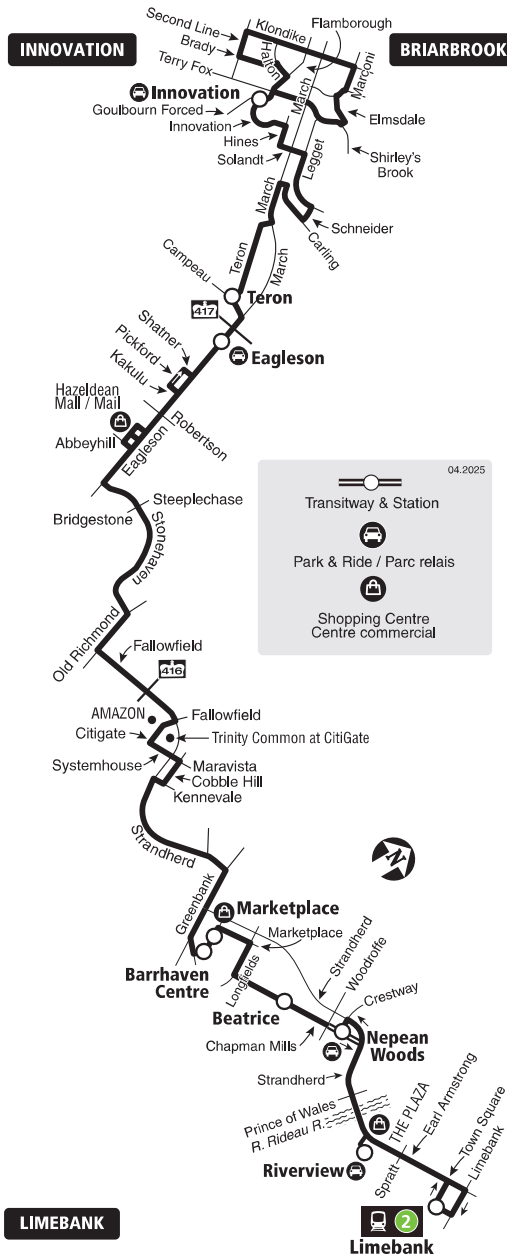 INNOVATION
BRIARBROOK
Second Line
Klondike
Flamborough
Brady
Halton
Terry Fox
March
Marconi
Innovation
Goulbourn Forced
Innovation
Elmsdale
Hines
Solandt
Legget
Shirley's
Brook
March
Schneider
Carling
Teron
March
Campeau
Teron
417
Shatner
Pickford
Kakulu
Eagleson
Hazeldean
Mall / Mail
Robertson
Abbeyhill
Eagleson
04.2025
Transitway & Station
Park & Ride / Parc relais
Shopping Centre
Centre commercial
Steeplechase
Bridgestone
Stonehaven
Old Richmond
Fallowfield
416
AMAZON
Fallowfield
Citigate
Trinity Common at CitiGate
Systemhouse
Maravista
Cobble Hill
Kennevale
Strandherd
N
Greenbank
Marketplace
Marketplace
Barrhaven
Centre
Longfields
Strandherd
Woodroffe
Crestway
Beatrice
Chapman Mills
Nepean
Woods
Strandherd
Prince of Wales
R. Rideau R.
THE PLAZA
Earl Armstrong
Town Square
Limebank
Riverview
Spratt
LIMEBANK
2
Limebank